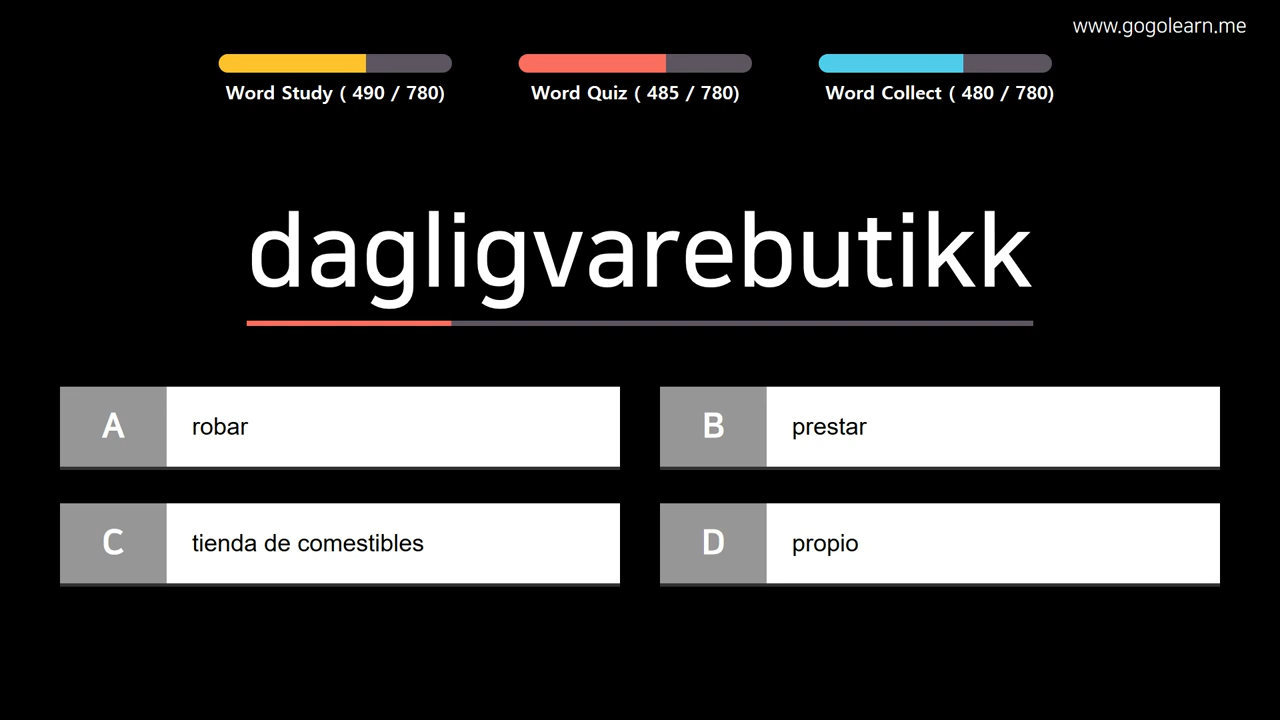 www.gogolearn.me
Word Study ( 490 / 780)
Word Quiz ( 485 / 780)
Word Collect ( 480 / 780)
dagligvarebutikk
A robar
B prestar
C tienda de comestibles
D propio